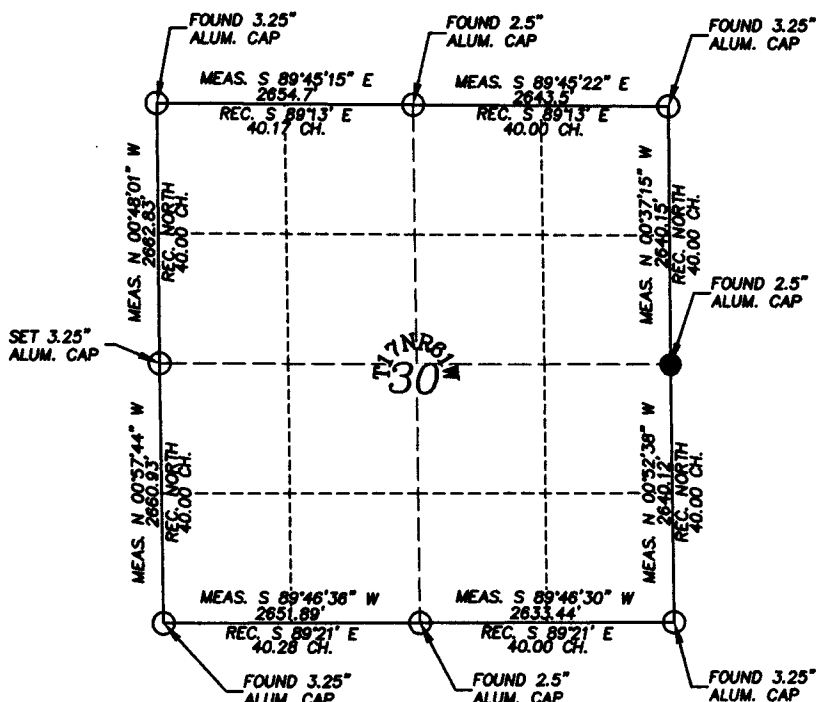 FOUND 3.25"
ALUM. CAP
FOUND 2.5"
ALUM. CAP
FOUND 3.25"
ALUM. CAP
MEAS. S 89°45'15" E
2654.7'
REC. S 89°13' E
40.17 CH.
MEAS. S 89°45'22" E
2643.5'
REC. S 89°13' E
40.00 CH.
MEAS. N 00°48'01" W
2662.83'
REC. NORTH
40.00 CH.
MEAS. N 00°37'15" W
2640.15'
REC. NORTH
40.00 CH.
FOUND 2.5"
ALUM. CAP
SET 3.25"
ALUM. CAP
T17NR61W
30
MEAS. N 00°57'44" W
2660.93'
REC. NORTH
40.00 CH.
MEAS. N 00°52'38" W
2640.12'
REC. NORTH
40.00 CH.
MEAS. S 89°46'36" W
2651.89'
REC. S 89°21' E
40.28 CH.
MEAS. S 89°46'30" W
2633.44'
REC. S 89°21' E
40.00 CH.
FOUND 3.25"
ALUM. CAP
FOUND 2.5"
ALUM. CAP
FOUND 3.25"
ALUM. CAP